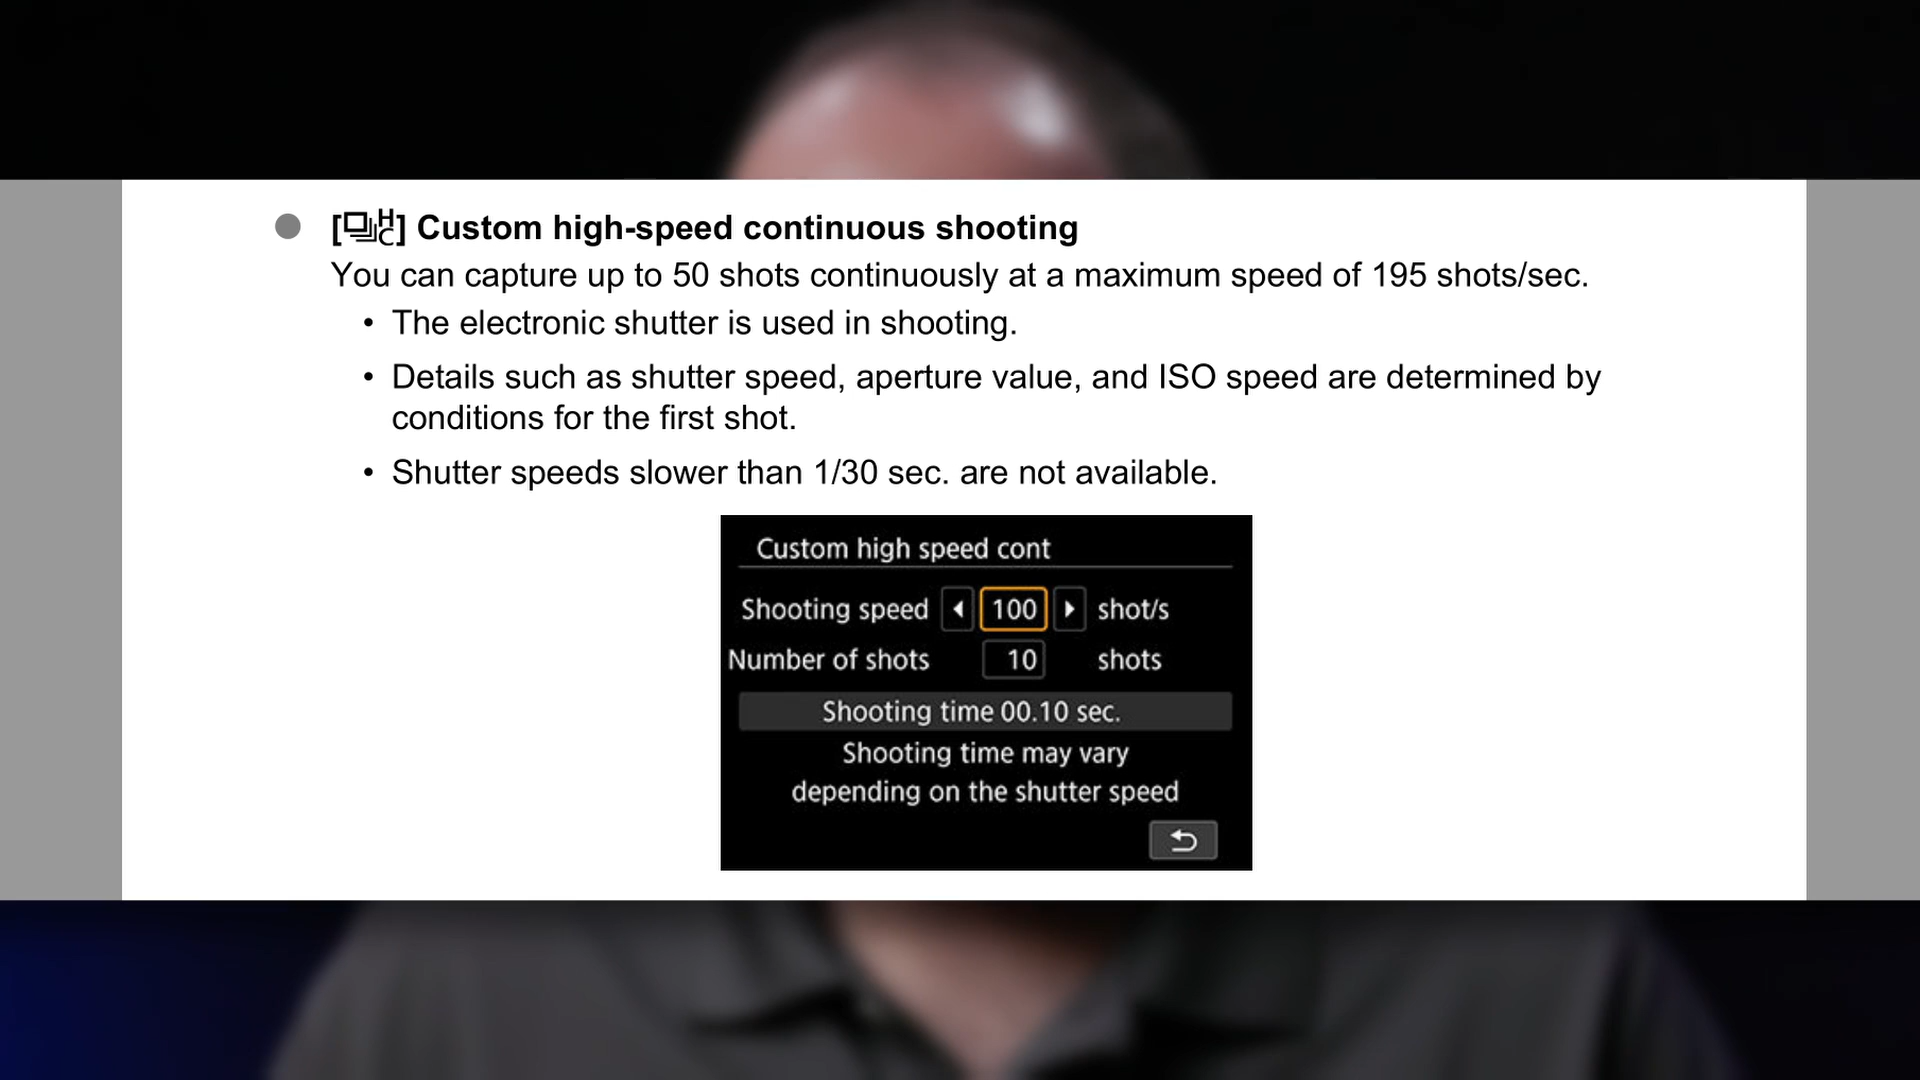 [HC] Custom high-speed continuous shooting
You can capture up to 50 shots continuously at a maximum speed of 195 shots/sec.
• The electronic shutter is used in shooting.
• Details such as shutter speed, aperture value, and ISO speed are determined by
conditions for the first shot.
• Shutter speeds slower than 1/30 sec. are not available.
Custom high speed cont
Shooting speed 100 shot/s
Number of shots 10 shots
Shooting time 00.10 sec.
Shooting time may vary
depending on the shutter speed